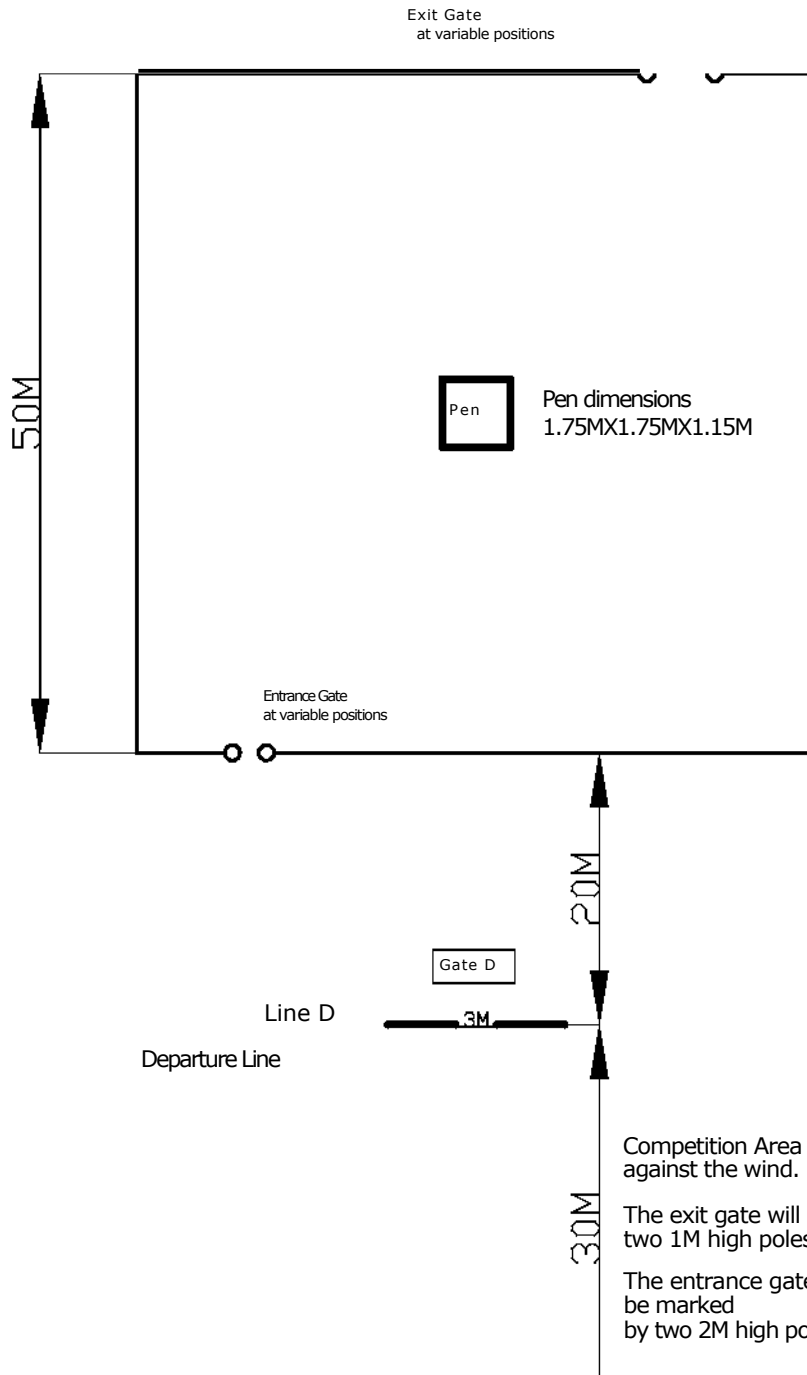 Exit Gate
at variable positions
50M
Pen
Pen dimensions
1.75MX1.75MX1.15M
Entrance Gate
at variable positions
20M
Gate D
Line D
3M
Departure Line
Competition Area
against the wind.
30M
The exit gate will
two 1M high poles
The entrance gate
be marked
by two 2M high po